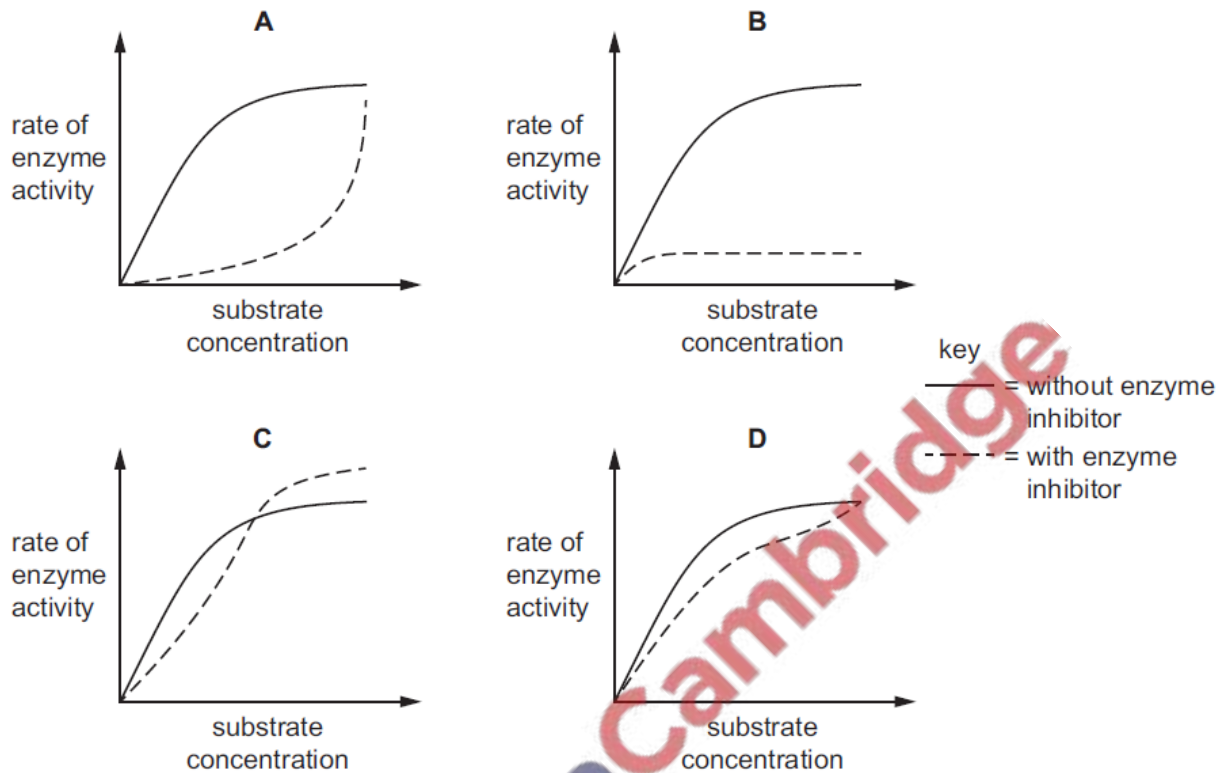 A
rate of
enzyme
activity
substrate
concentration
B
rate of
enzyme
activity
substrate
concentration
key
= without enzyme
inhibitor
= with enzyme
inhibitor
C
rate of
enzyme
activity
substrate
concentration
D
rate of
enzyme
activity
substrate
concentration
Cambridge